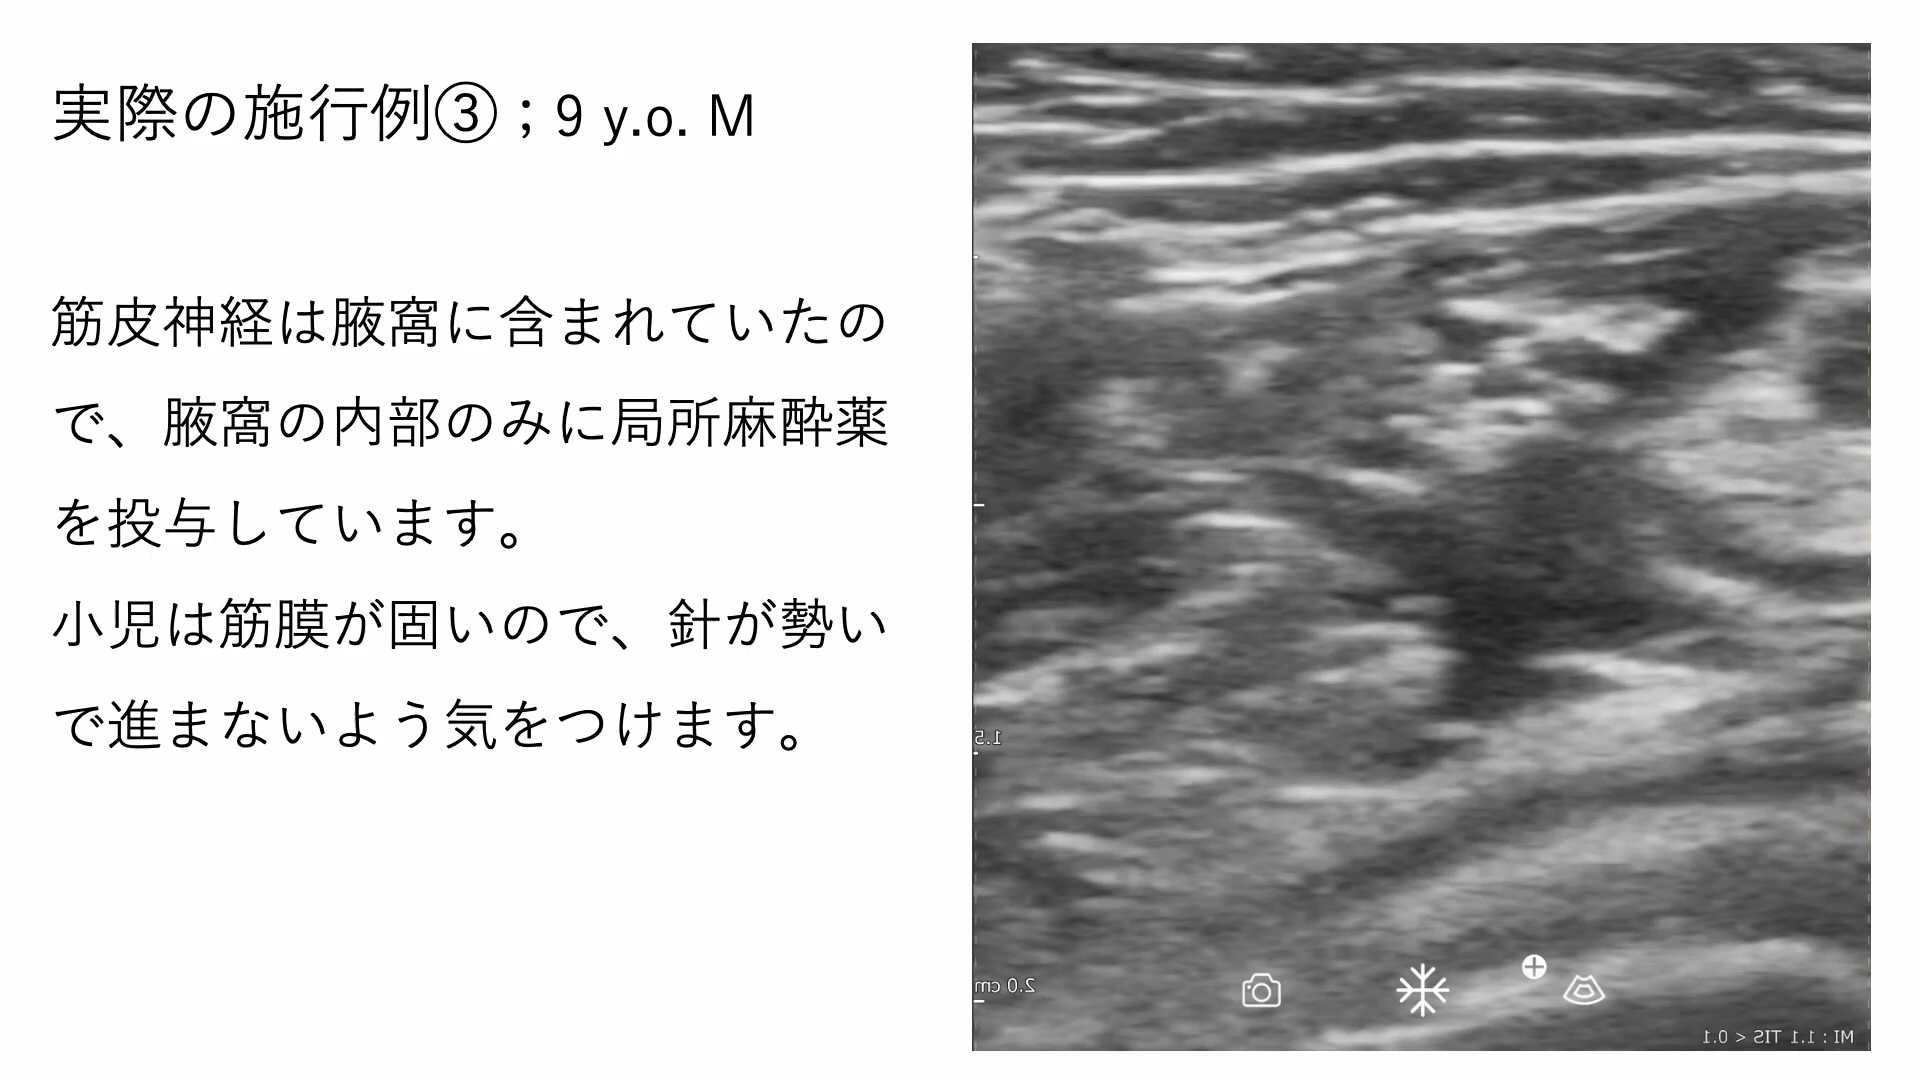 実際の施行例③；9 y.o. M
筋皮神経は腋窩に含まれていたの
で、腋窩の内部のみに局所麻酔薬
を投与しています。
小児は筋膜が固いので、針が勢い
で進まないよう気をつけます。
1.5
2.0 cm
MI : 1.1 TIS < 0.1